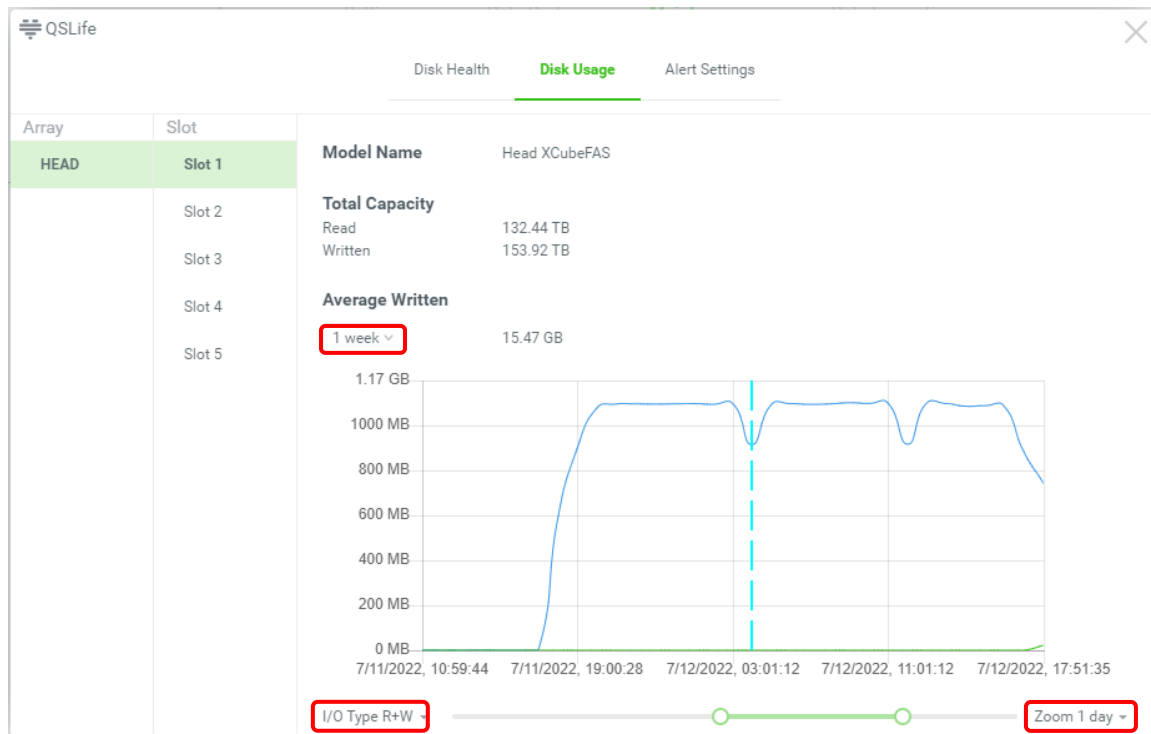 QSLife
Disk Health Disk Usage Alert Settings
Array Slot
HEAD Slot 1
Slot 2
Slot 3
Slot 4
Slot 5
Model Name Head XCubeFAS
Total Capacity
Read 132.44 TB
Written 153.92 TB
Average Written
1 week 15.47 GB
1.17 GB
1000 MB
800 MB
600 MB
400 MB
200 MB
0 MB
7/11/2022, 10:59:44 7/11/2022, 19:00:28 7/12/2022, 03:01:12 7/12/2022, 11:01:12 7/12/2022, 17:51:35
I/O Type R+W Zoom 1 day